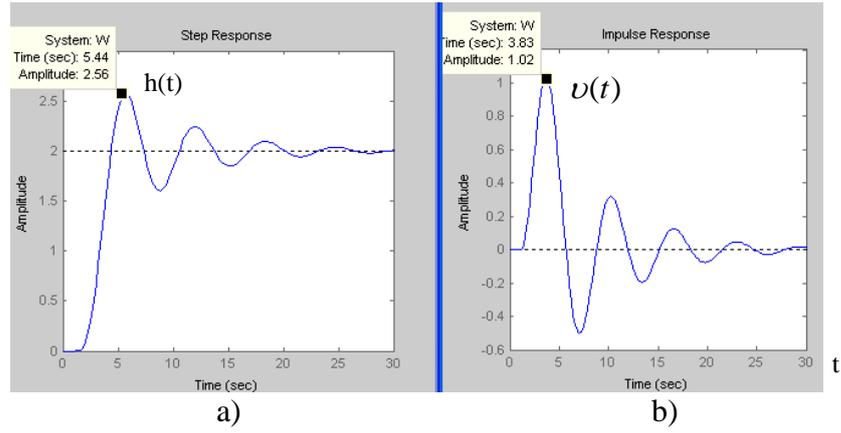 System: W
Time (sec): 5.44
Amplitude: 2.56
Step Response
h(t)
2.5
2
1.5
1
0.5
0
Amplitude
0 5 10 15 20 25 30
Time (sec)
a)
System: W
Time (sec): 3.83
Amplitude: 1.02
Impulse Response
υ(t)
1
0.8
0.6
0.4
0.2
0
-0.2
-0.4
-0.6
Amplitude
0 5 10 15 20 25 30
t
Time (sec)
b)